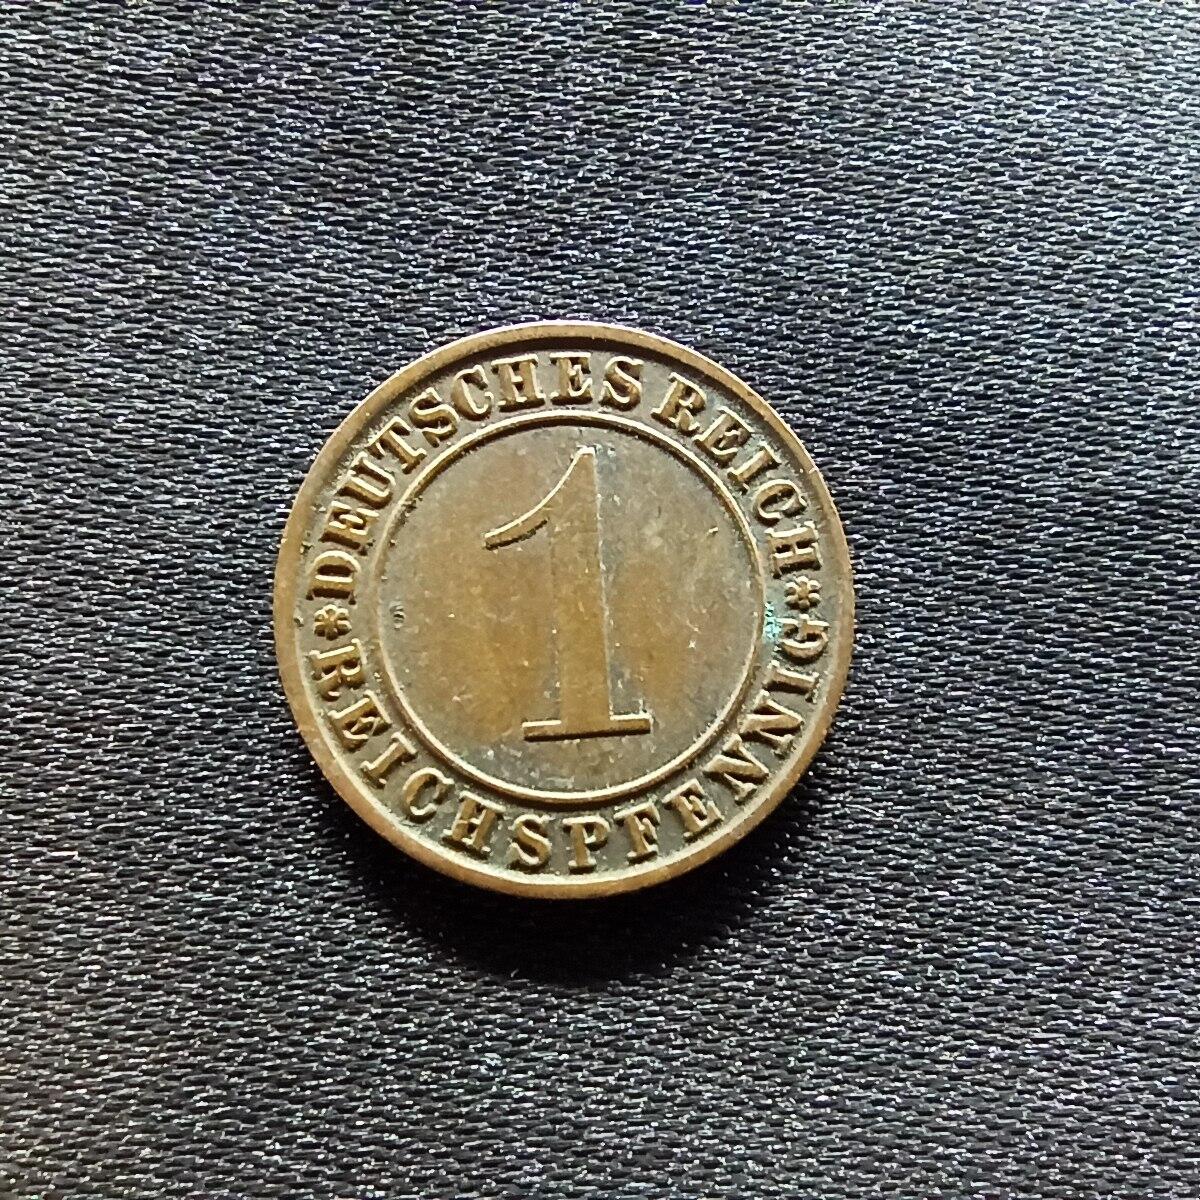 DEUTSCHES REICH
1
* REICHSPFENNIG *